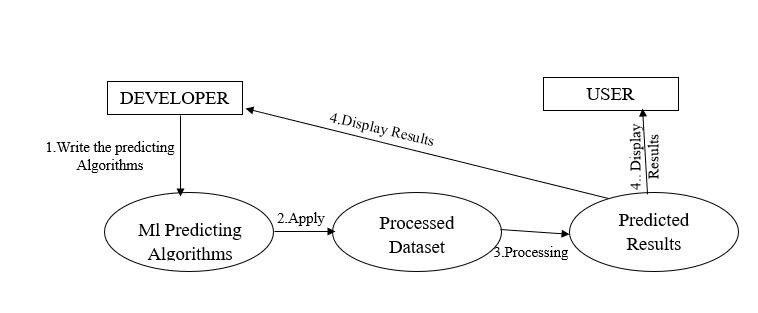 DEVELOPER
USER
1.Write the predicting
Algorithms
4.Display Results
4.. Display
Results
Ml Predicting
Algorithms
2.Apply
Processed
Dataset
3.Processing
Predicted
Results